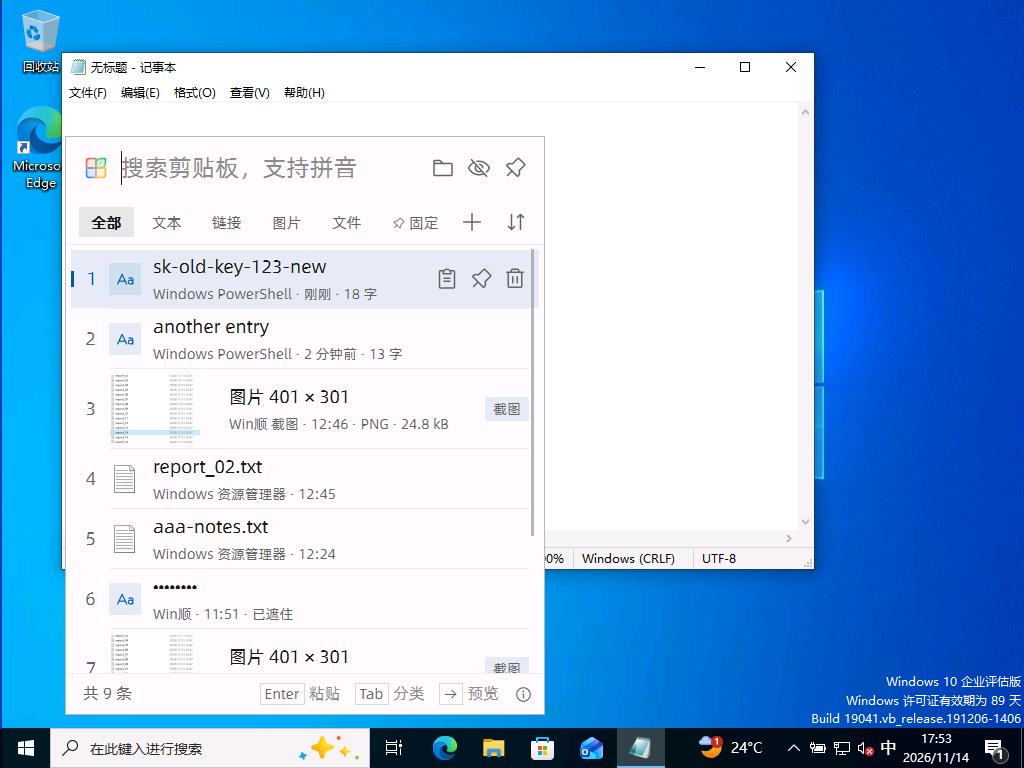 回收站
Microso
Edge
无标题 - 记事本
文件(F) 编辑(E) 格式(O) 查看(V) 帮助(H)
搜索剪贴板，支持拼音
全部 文本 链接 图片 文件 固定
1 Aa sk-old-key-123-new
Windows PowerShell · 刚刚 · 18 字
2 Aa another entry
Windows PowerShell · 2 分钟前 · 13 字
3 图片 401 × 301
Win顺 截图 · 12:46 · PNG · 24.8 kB
截图
4 report_02.txt
Windows 资源管理器 · 12:45
5 aaa-notes.txt
Windows 资源管理器 · 12:24
6 Aa ••••••••
Win顺 · 11:51 · 已遮住
7 图片 401 × 301
截图
共 9 条 Enter 粘贴 Tab 分类 → 预览
00% Windows (CRLF) UTF-8
Windows 10 企业评估版
Windows 许可证有效期为 89 天
Build 19041.vb_release.191206-1406
在此键入进行搜索
1 24°C 中 17:53
2026/11/14
1